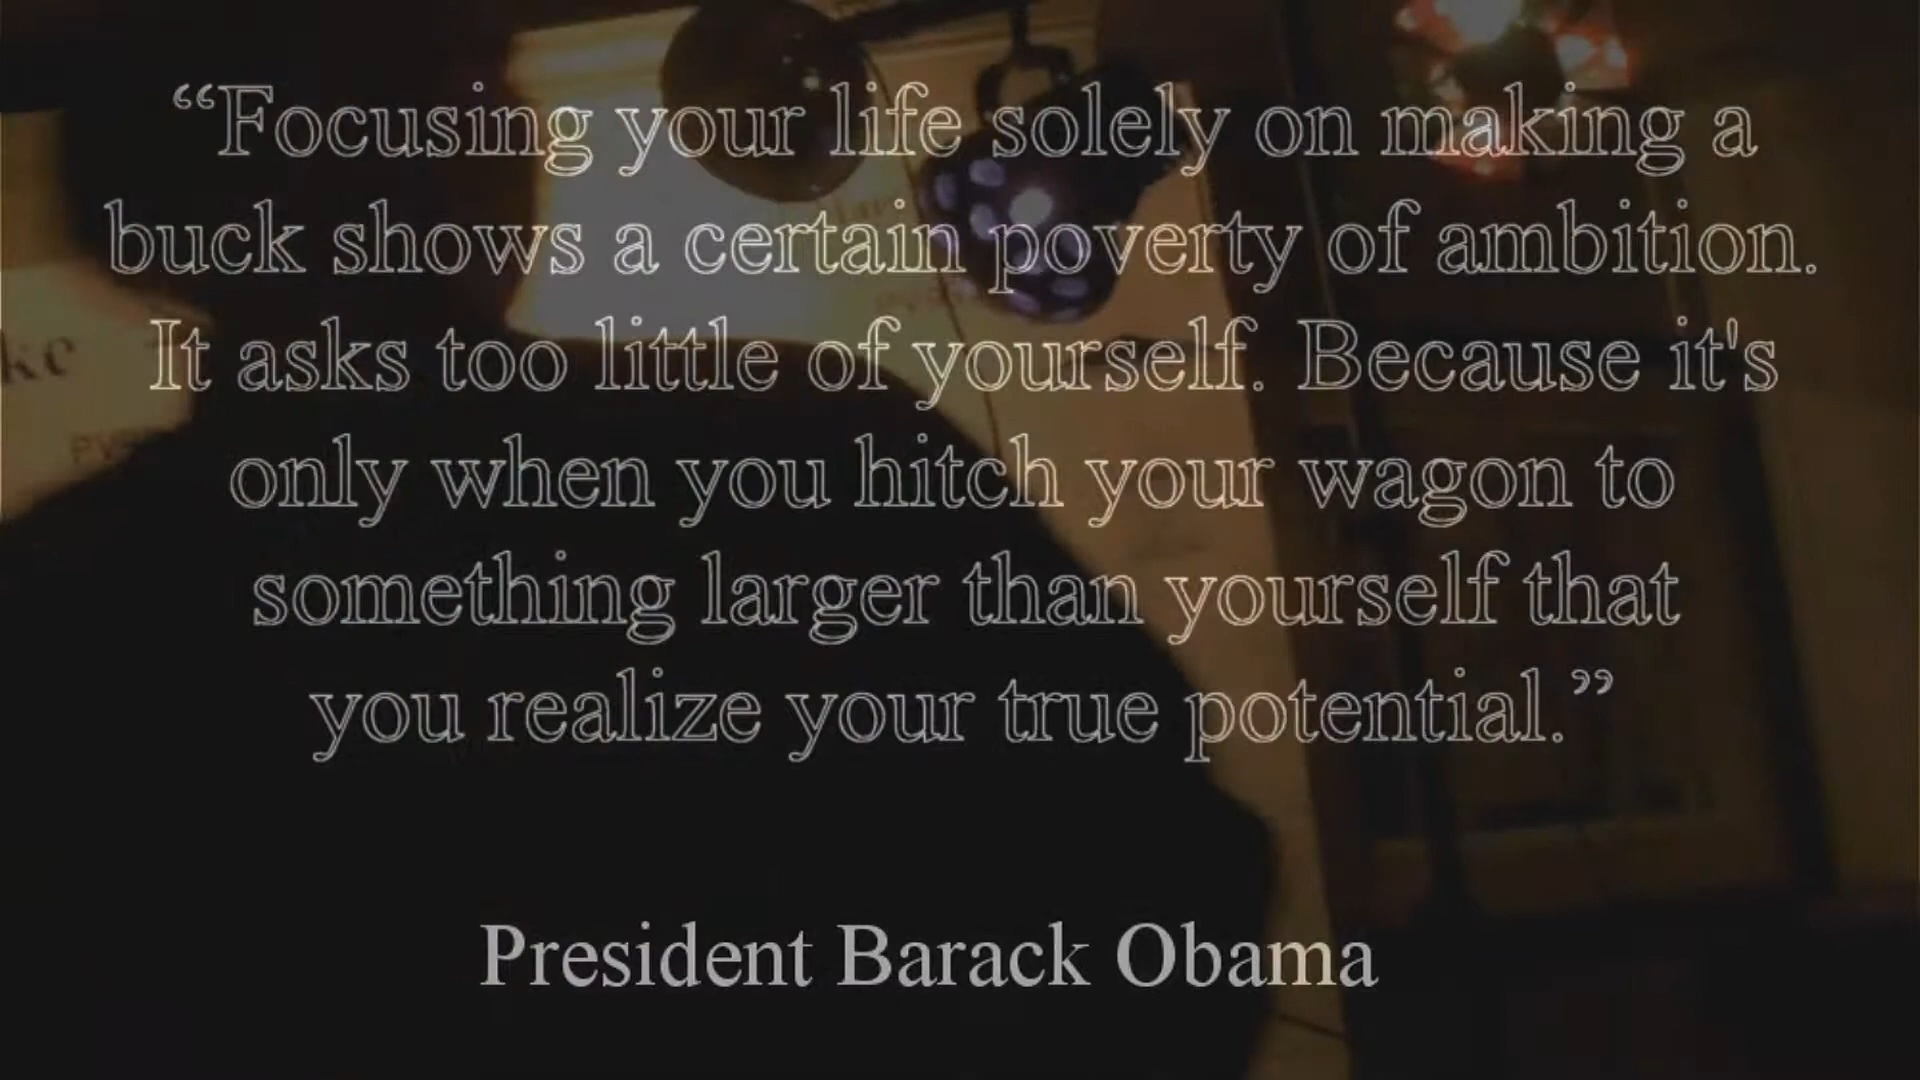 “Focusing your life solely on making a
buck shows a certain poverty of ambition.
It asks too little of yourself. Because it's
only when you hitch your wagon to
something larger than yourself that
you realize your true potential.”
President Barack Obama